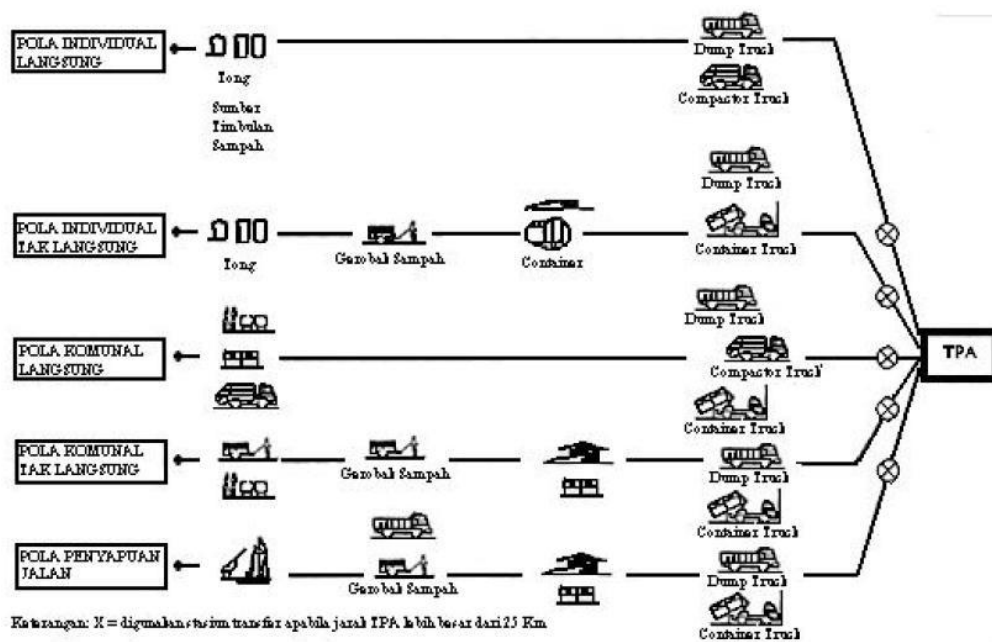 POLA INDIVIDUAL
LANGSUNG
Tong
Sumber
Timbulan
Sampah
Dump Truck
Compactor Truck
POLA INDIVIDUAL
TAK LANGSUNG
Tong
Gerobak Sampah
Container
Dump Truck
Container Truck
POLA KOMUNAL
LANGSUNG
Dump Truck
Compactor Truck
Container Truck
TPA
POLA KOMUNAL
TAK LANGSUNG
Gerobak Sampah
Dump Truck
Container Truck
POLA PENYAPUAN
JALAN
Gerobak Sampah
Dump Truck
Container Truck
Keterangan: X = digunakan stasiun transfer apabila jarak TPA lebih besar dari 25 Km